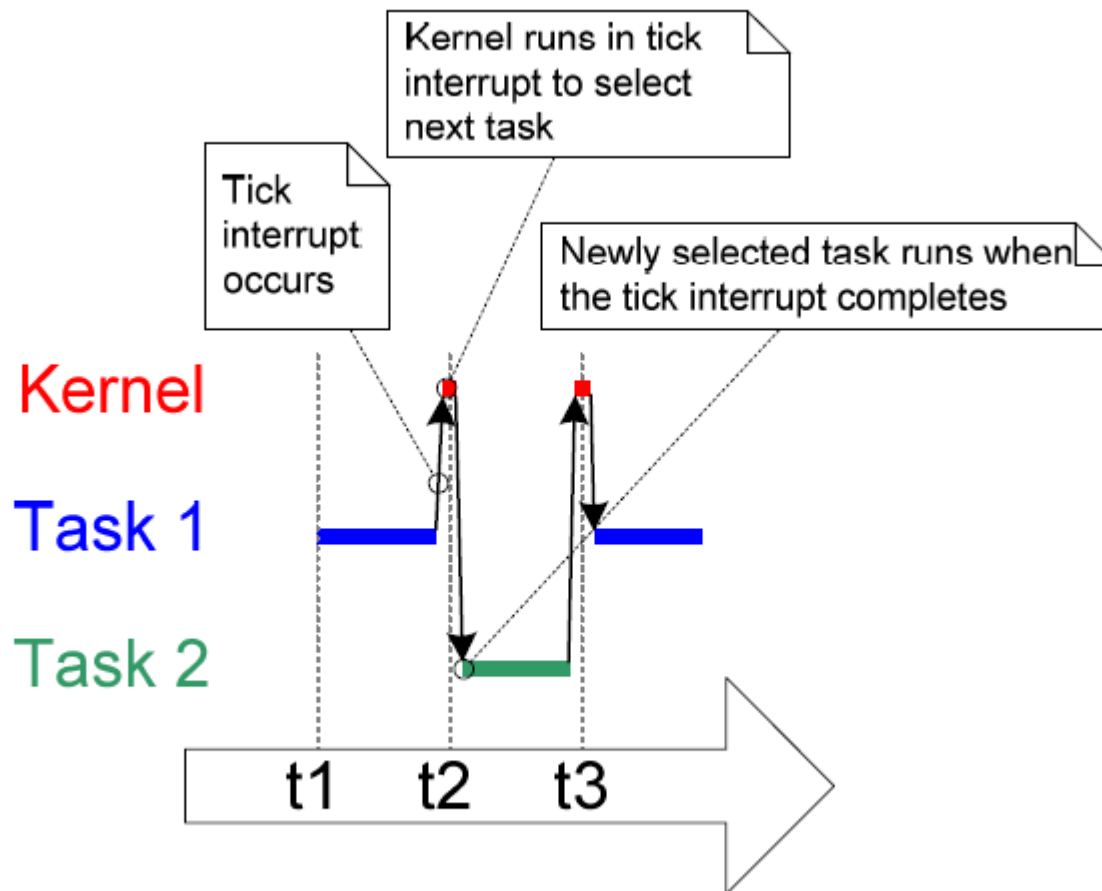 Kernel runs in tick
interrupt to select
next task
Tick
interrupt
occurs
Newly selected task runs when
the tick interrupt completes
Kernel
Task 1
Task 2
t1 t2 t3